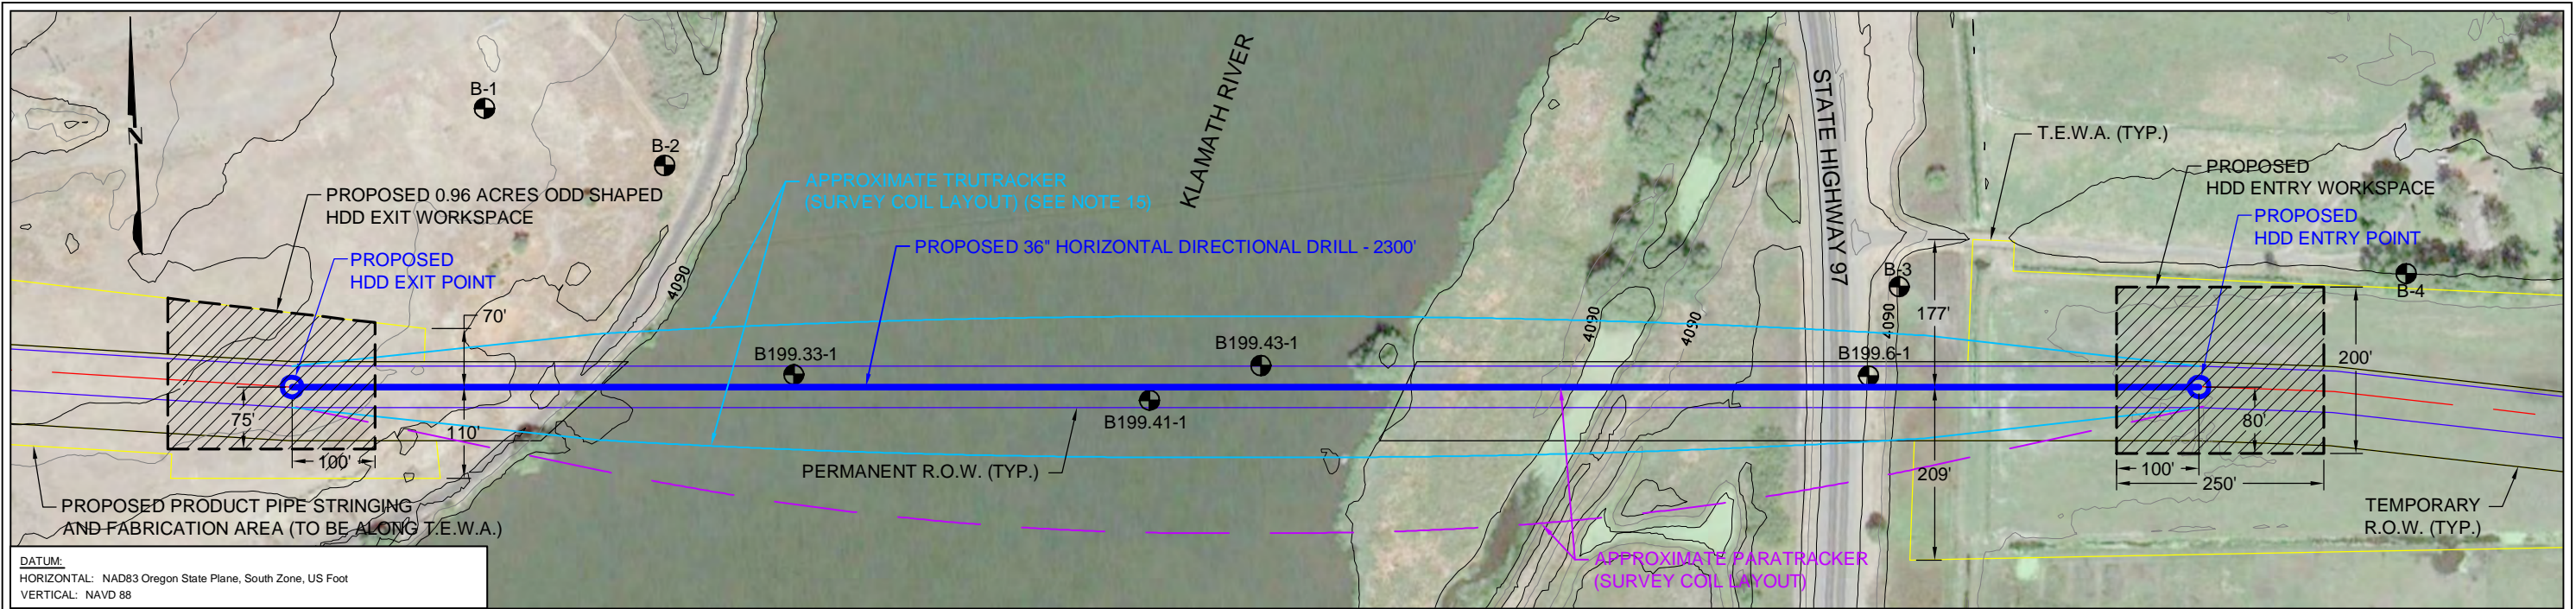 B-1
B-2
N
PROPOSED 0.96 ACRES ODD SHAPED
HDD EXIT WORKSPACE
PROPOSED
HDD EXIT POINT
70'
75'
110'
100'
PROPOSED PRODUCT PIPE STRINGING
AND FABRICATION AREA (TO BE ALONG T.E.W.A.)
4090
APPROXIMATE TRUTRACKER
(SURVEY COIL LAYOUT) (SEE NOTE 15)
KLAMATH RIVER
PROPOSED 36" HORIZONTAL DIRECTIONAL DRILL - 2300'
B199.33-1
B199.43-1
B199.41-1
PERMANENT R.O.W. (TYP.)
4090
4090
STATE HIGHWAY 97
B-3
4090
177'
B199.6-1
209'
APPROXIMATE PARATRACKER
(SURVEY COIL LAYOUT)
T.E.W.A. (TYP.)
PROPOSED
HDD ENTRY WORKSPACE
PROPOSED
HDD ENTRY POINT
B-4
200'
80'
100'
250'
TEMPORARY
R.O.W. (TYP.)
DATUM:
HORIZONTAL: NAD83 Oregon State Plane, South Zone, US Foot
VERTICAL: NAVD 88